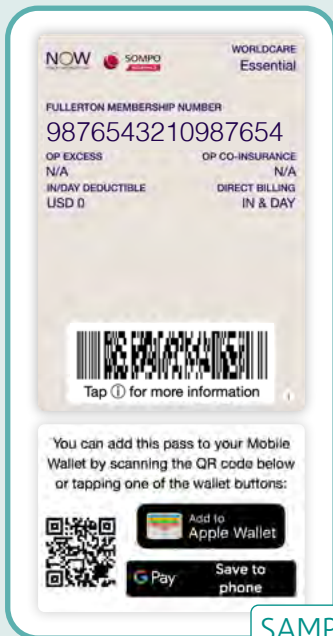 NOW SOMPO WORLDCARE
Essential
FULLERTON MEMBERSHIP NUMBER
9876543210987654
OP EXCESS OP CO-INSURANCE
N/A N/A
IN/DAY DEDUCTIBLE DIRECT BILLING
USD 0 IN & DAY
Tap ⓘ for more information
You can add this pass to your Mobile
Wallet by scanning the QR code below
or tapping one of the wallet buttons:
Add to
Apple Wallet
G Pay Save to
phone
SAMP